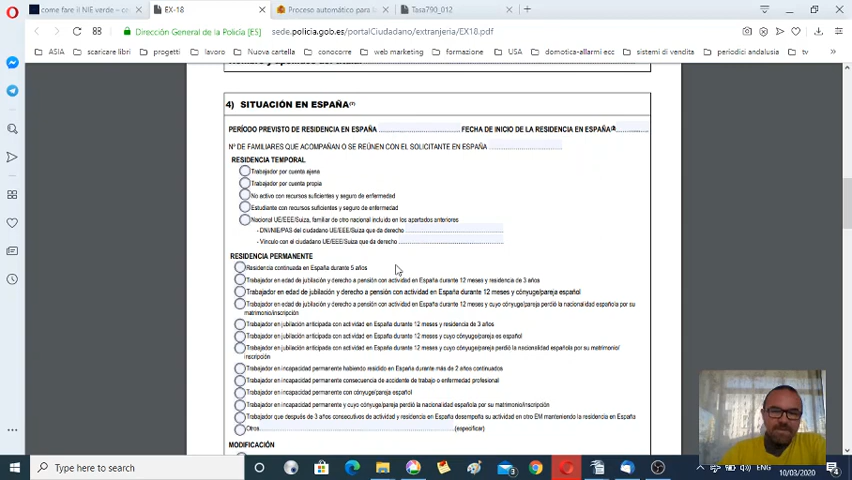 come fare il NIE verde – co
EX-18
Proceso automático para l
Tasa790_012
88
Dirección General de la Policía [ES]
sede.policia.gob.es/portalCiudadano/extranjeria/EX18.pdf
ASIA
scaricare libri
progetti
lavoro
Nuova cartella
conocorre
web marketing
formazione
USA
domotica-allarmi ecc
sistemi di vendita
periodici andalusia
tv
Nombre y apellidos del titular
4) SITUACIÓN EN ESPAÑA(1)
PERÍODO PREVISTO DE RESIDENCIA EN ESPAÑA
FECHA DE INICIO DE LA RESIDENCIA EN ESPAÑA
Nº DE FAMILIARES QUE ACOMPAÑAN O SE REÚNEN CON EL SOLICITANTE EN ESPAÑA
RESIDENCIA TEMPORAL
Trabajador por cuenta ajena
Trabajador por cuenta propia
No activo con recursos suficientes y seguro de enfermedad
Estudiante con recursos suficientes y seguro de enfermedad
Nacional UE/EEE/Suiza, familiar de otro nacional incluido en los apartados anteriores
- DNI/NIE/PAS del ciudadano UE/EEE/Suiza que da derecho
- Vínculo con el ciudadano UE/EEE/Suiza que da derecho
RESIDENCIA PERMANENTE
Residencia continuada en España durante 5 años
Trabajador en edad de jubilación y derecho a pensión con actividad en España durante 12 meses y residencia de 3 años
Trabajador en edad de jubilación y derecho a pensión con actividad en España durante 12 meses y cónyuge/pareja español
Trabajador en edad de jubilación y derecho a pensión con actividad en España durante 12 meses y cuyo cónyuge/pareja perdió la nacionalidad española por su
matrimonio/inscripción
Trabajador en jubilación anticipada con actividad en España durante 12 meses y residencia de 3 años
Trabajador en jubilación anticipada con actividad en España durante 12 meses y cuyo cónyuge/pareja es español
Trabajador en jubilación anticipada con actividad en España durante 12 meses y cuyo cónyuge/pareja perdió la nacionalidad española por su matrimonio/
inscripción
Trabajador en incapacidad permanente habiendo residido en España durante más de 2 años continuados
Trabajador en incapacidad permanente consecuencia de accidente de trabajo o enfermedad profesional
Trabajador en incapacidad permanente con cónyuge/pareja español
Trabajador en incapacidad permanente y cuyo cónyuge/pareja perdió la nacionalidad española por su matrimonio/inscripción
Trabajador que después de 3 años consecutivos de actividad y residencia en España desempeña su actividad en otro EM manteniendo la residencia en España
Otros (especificar)
MODIFICACIÓN
Type here to search
3
ENG
10/03/2020
4